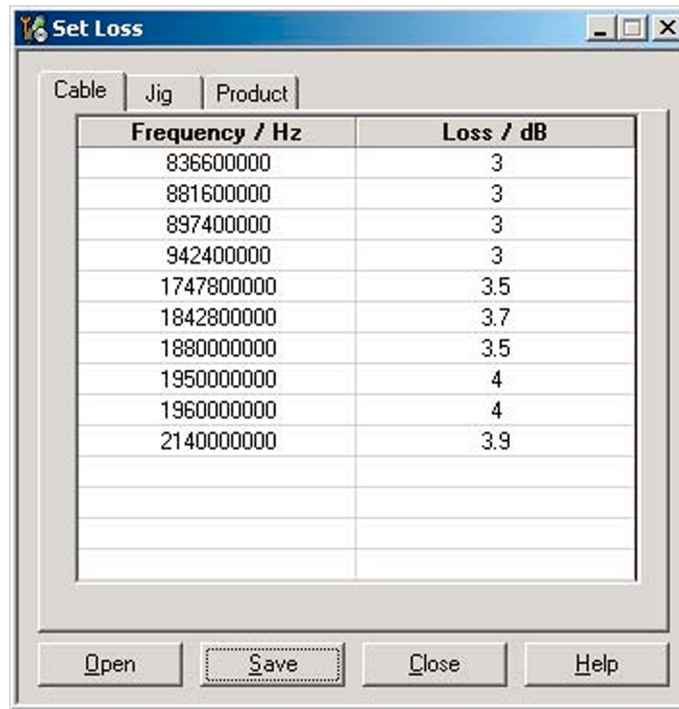 Set Loss
Cable Jig Product
Frequency / Hz Loss / dB
836600000 3
881600000 3
897400000 3
942400000 3
1747800000 3.5
1842800000 3.7
1880000000 3.5
1950000000 4
1960000000 4
2140000000 3.9
Open Save Close Help